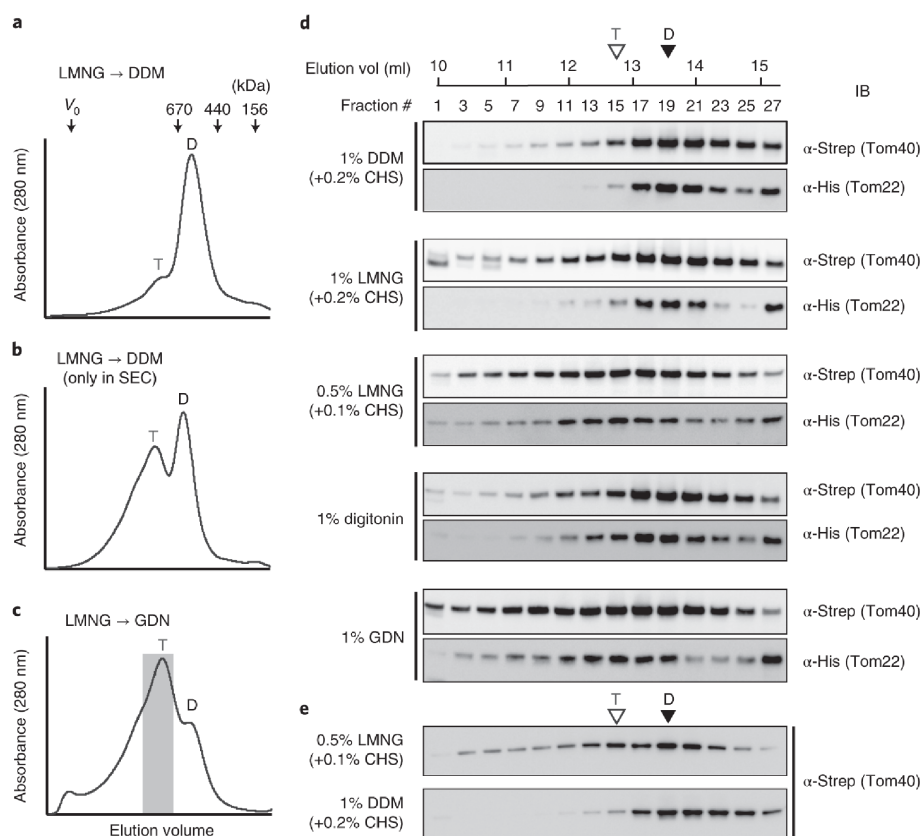 a
LMNG → DDM
(kDa)
V0
670 440 156
D
T
Absorbance (280 nm)
b
LMNG → DDM
(only in SEC)
D
T
Absorbance (280 nm)
c
LMNG → GDN
T
D
Absorbance (280 nm)
Elution volume
d
T D
Elution vol (ml) 10 11 12 13 14 15
Fraction # 1 3 5 7 9 11 13 15 17 19 21 23 25 27
IB
1% DDM
(+0.2% CHS)
α-Strep (Tom40)
α-His (Tom22)
1% LMNG
(+0.2% CHS)
α-Strep (Tom40)
α-His (Tom22)
0.5% LMNG
(+0.1% CHS)
α-Strep (Tom40)
α-His (Tom22)
1% digitonin
α-Strep (Tom40)
α-His (Tom22)
1% GDN
α-Strep (Tom40)
α-His (Tom22)
e
T D
0.5% LMNG
(+0.1% CHS)
1% DDM
(+0.2% CHS)
α-Strep (Tom40)